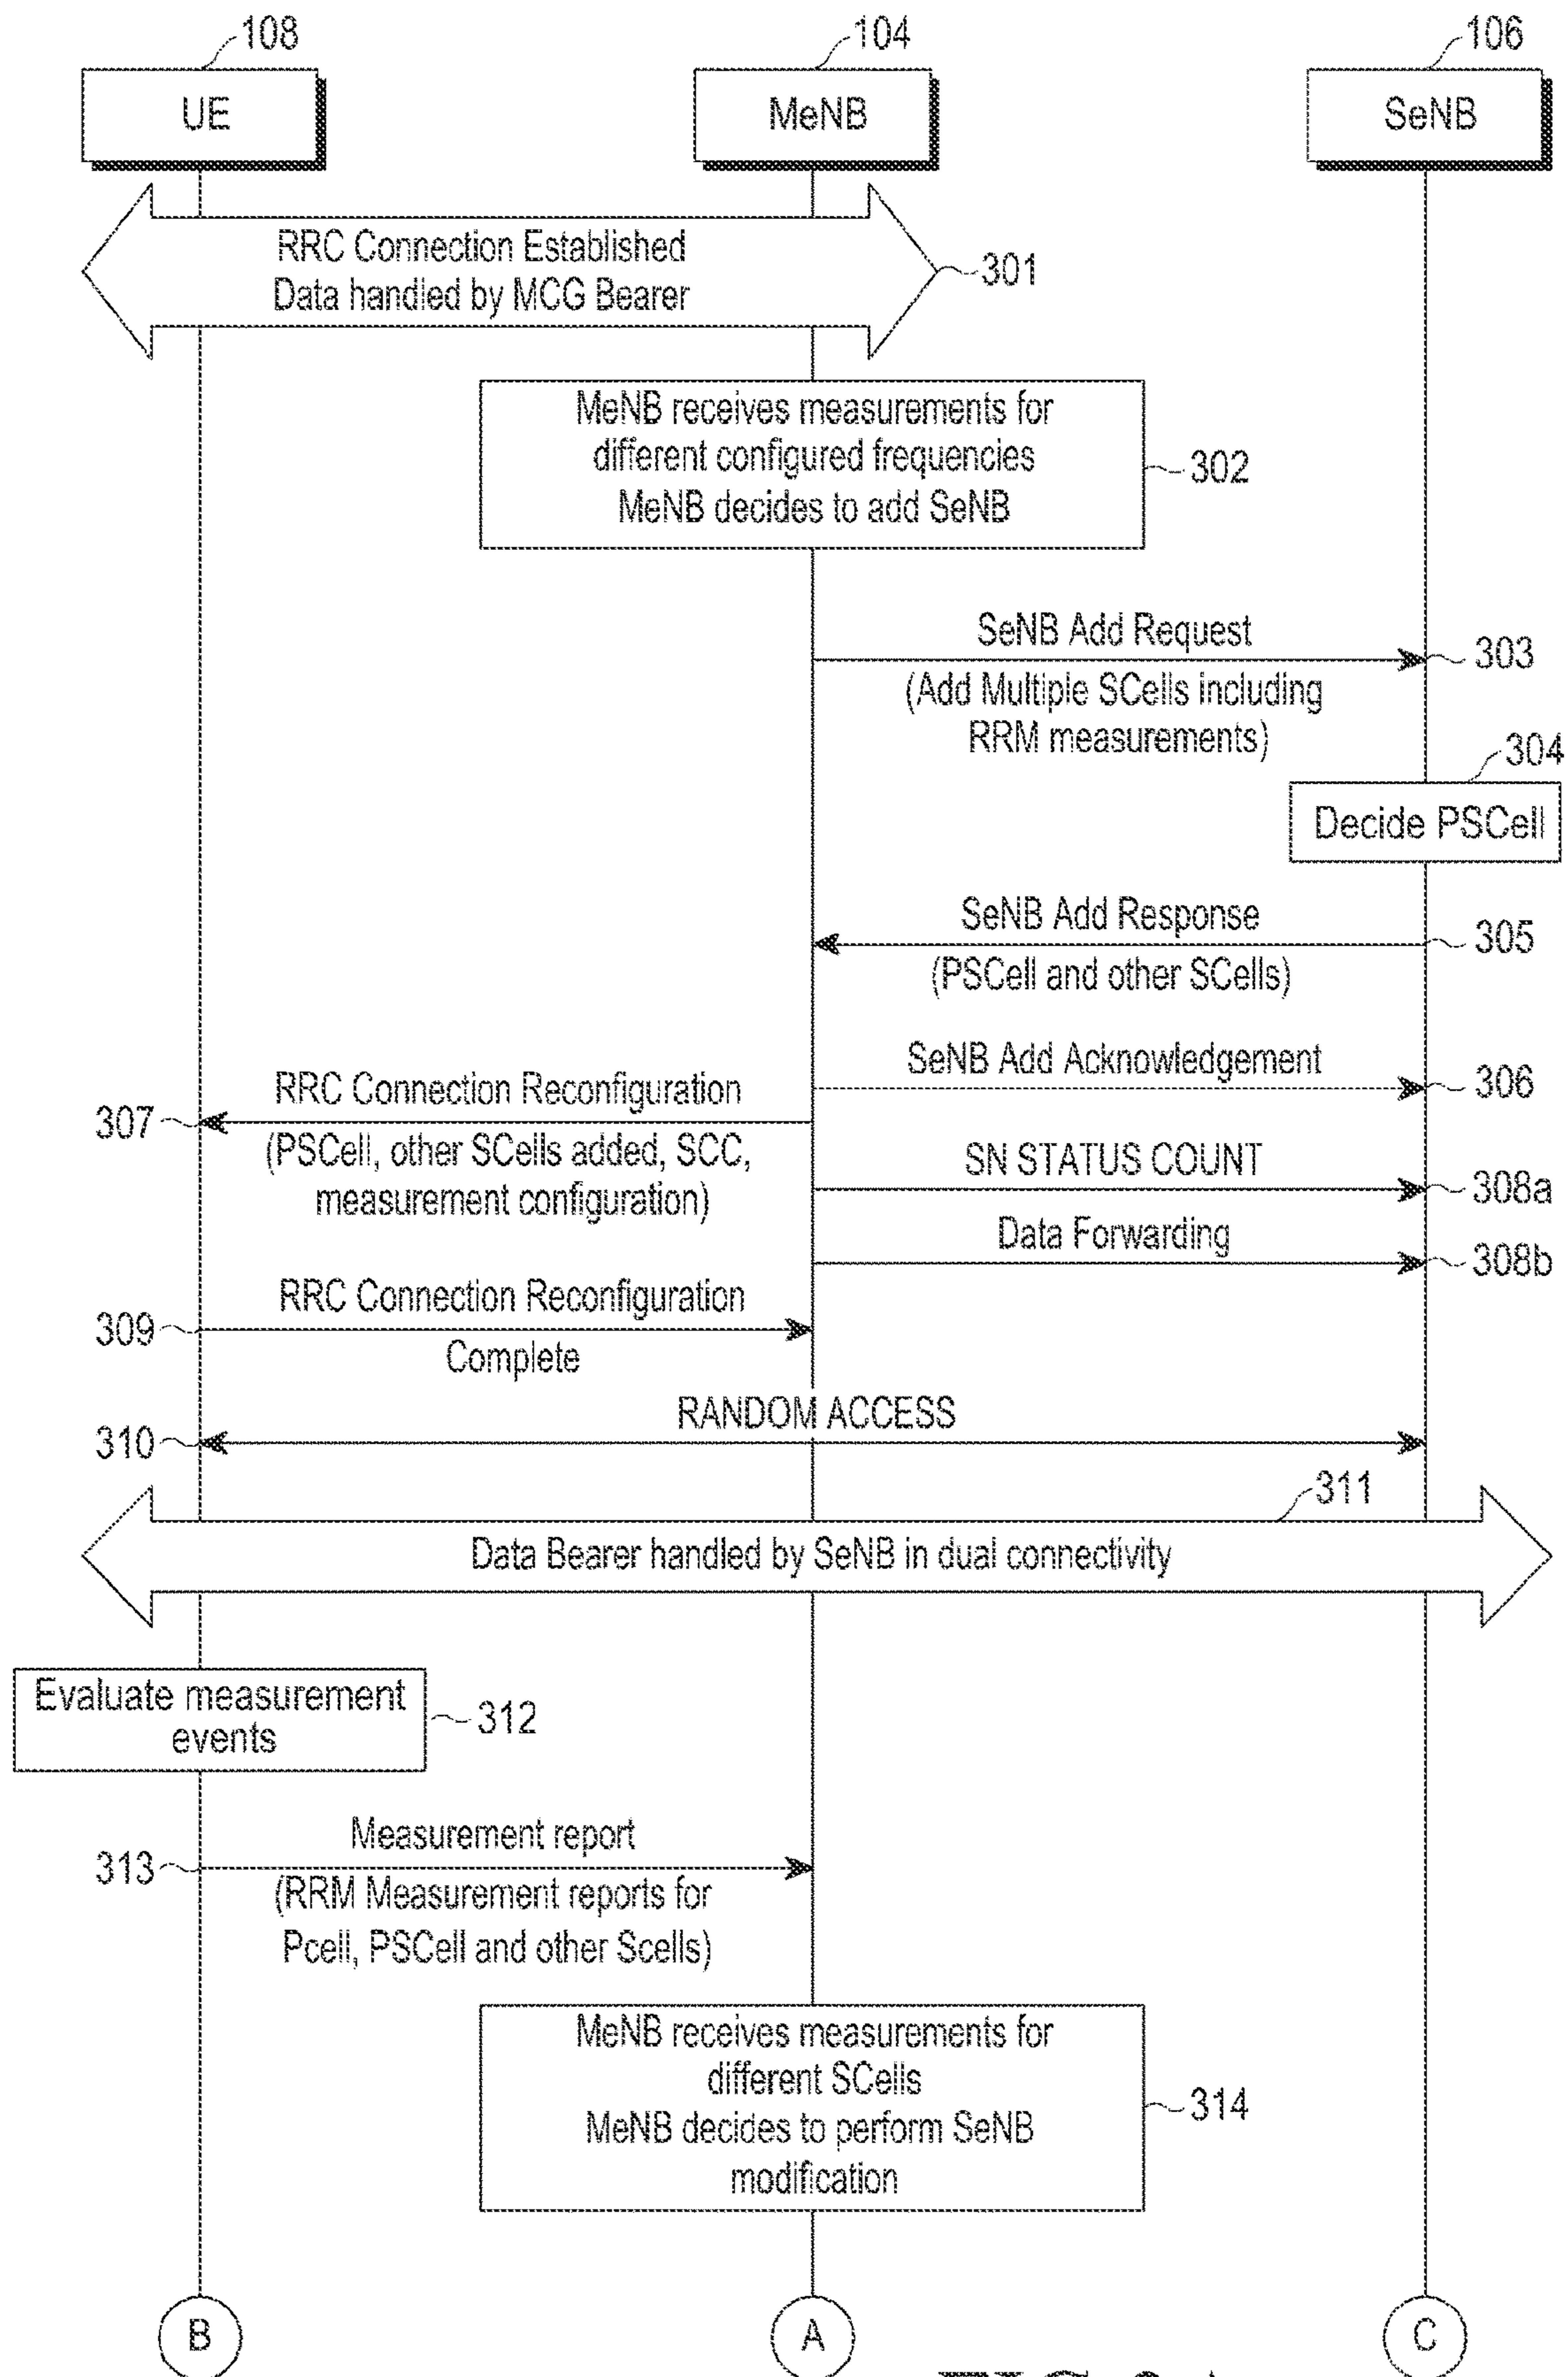 108
104
106
UE
MeNB
SeNB
RRC Connection Established
Data handled by MCG Bearer
301
MeNB receives measurements for
different configured frequencies
MeNB decides to add SeNB
302
SeNB Add Request
303
(Add Multiple SCells including
RRM measurements)
304
Decide PSCell
SeNB Add Response
305
(PSCell and other SCells)
SeNB Add Acknowledgement
306
RRC Connection Reconfiguration
307
(PSCell, other SCells added, SCC,
measurement configuration)
SN STATUS COUNT
308a
Data Forwarding
308b
RRC Connection Reconfiguration
309
Complete
RANDOM ACCESS
310
311
Data Bearer handled by SeNB in dual connectivity
Evaluate measurement
events
312
Measurement report
313
(RRM Measurement reports for
Pcell, PSCell and other Scells)
MeNB receives measurements for
different SCells
MeNB decides to perform SeNB
modification
314
B
A
C